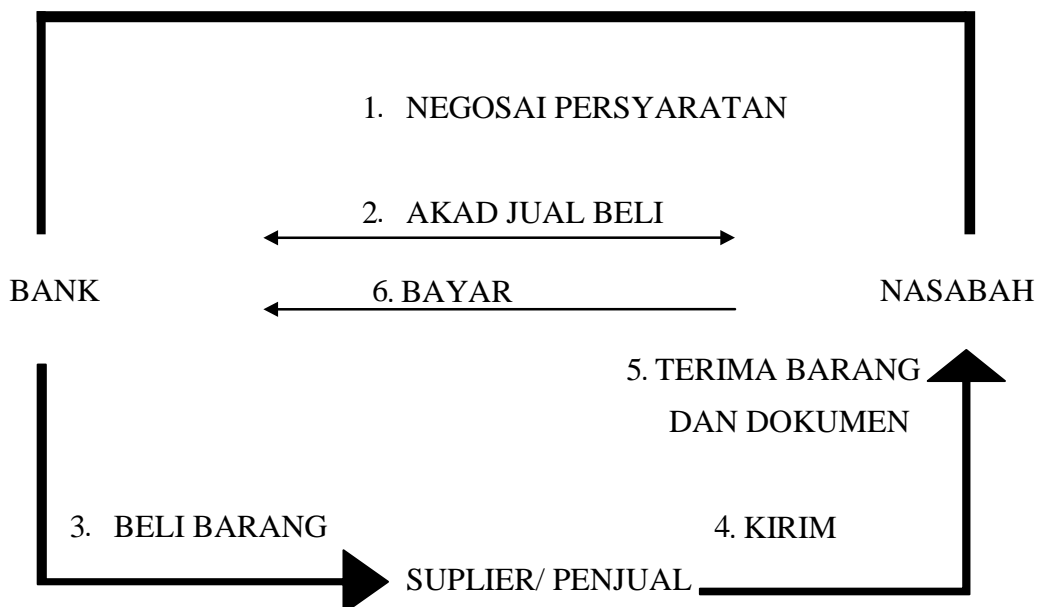 1. NEGOSAI PERSYARATAN
2. AKAD JUAL BELI
BANK
6. BAYAR
NASABAH
5. TERIMA BARANG
DAN DOKUMEN
3. BELI BARANG
4. KIRIM
SUPLIER/ PENJUAL